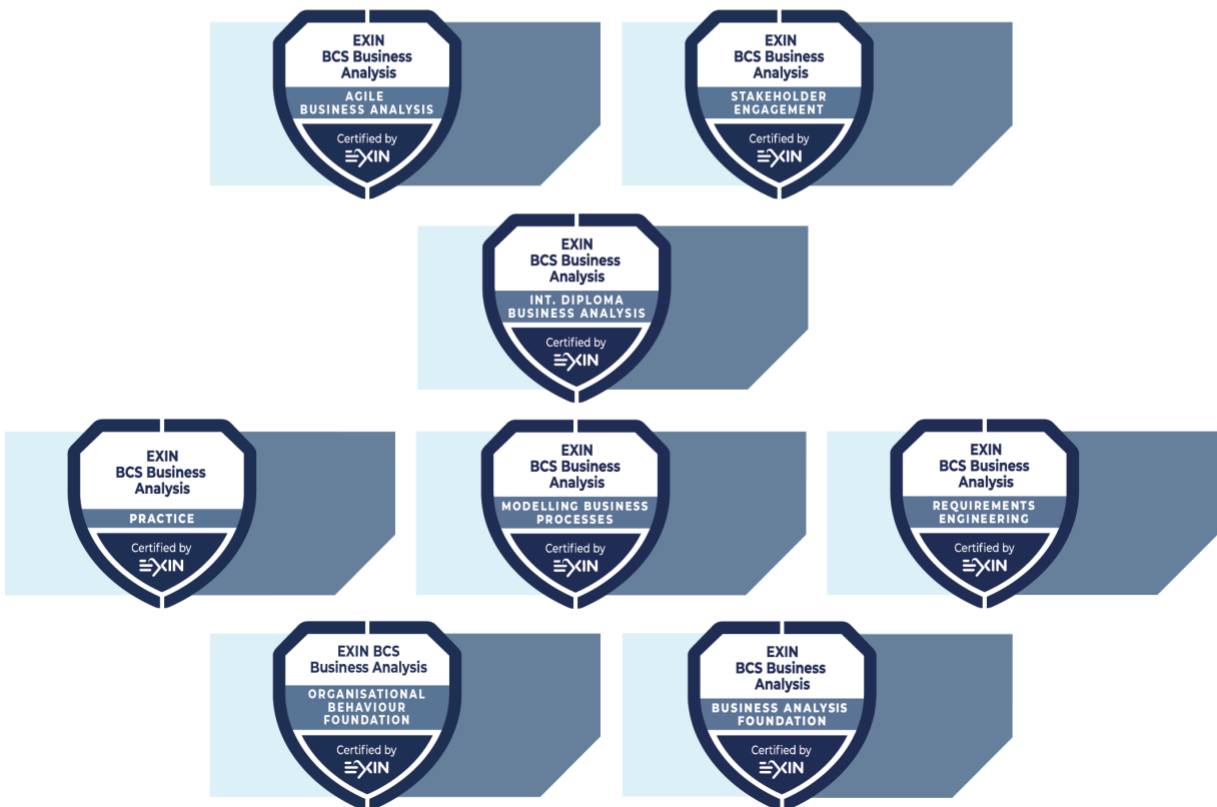 EXIN
BCS Business
Analysis
AGILE
BUSINESS ANALYSIS
Certified by
EXIN
EXIN
BCS Business
Analysis
STAKEHOLDER
ENGAGEMENT
Certified by
EXIN
EXIN
BCS Business
Analysis
INT. DIPLOMA
BUSINESS ANALYSIS
Certified by
EXIN
EXIN
BCS Business
Analysis
PRACTICE
Certified by
EXIN
EXIN
BCS Business
Analysis
MODELLING BUSINESS
PROCESSES
Certified by
EXIN
EXIN
BCS Business
Analysis
REQUIREMENTS
ENGINEERING
Certified by
EXIN
EXIN BCS
Business Analysis
ORGANISATIONAL
BEHAVIOUR
FOUNDATION
Certified by
EXIN
EXIN
BCS Business
Analysis
BUSINESS ANALYSIS
FOUNDATION
Certified by
EXIN